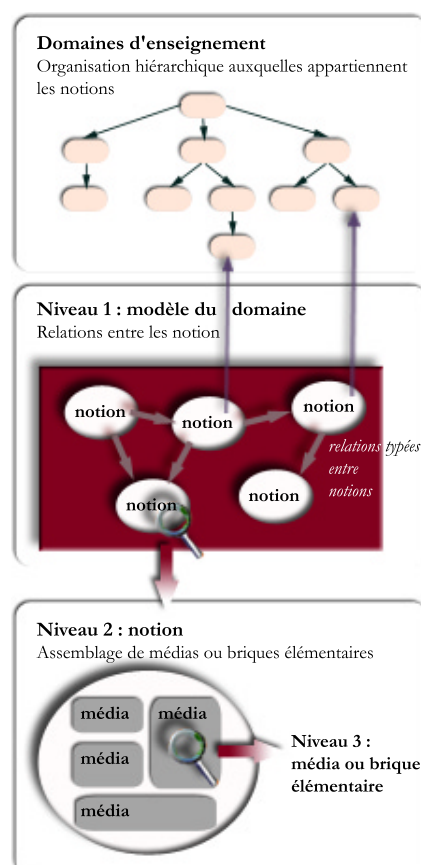 Domaines d'enseignement
Organisation hiérarchique auxquelles appartiennent
les notions
Niveau 1 : modèle du domaine
Relations entre les notion
notion
notion
notion
relations typées
entre
notions
notion
notion
Niveau 2 : notion
Assemblage de médias ou briques élémentaires
média
média
média
média
Niveau 3 :
média ou brique
élémentaire